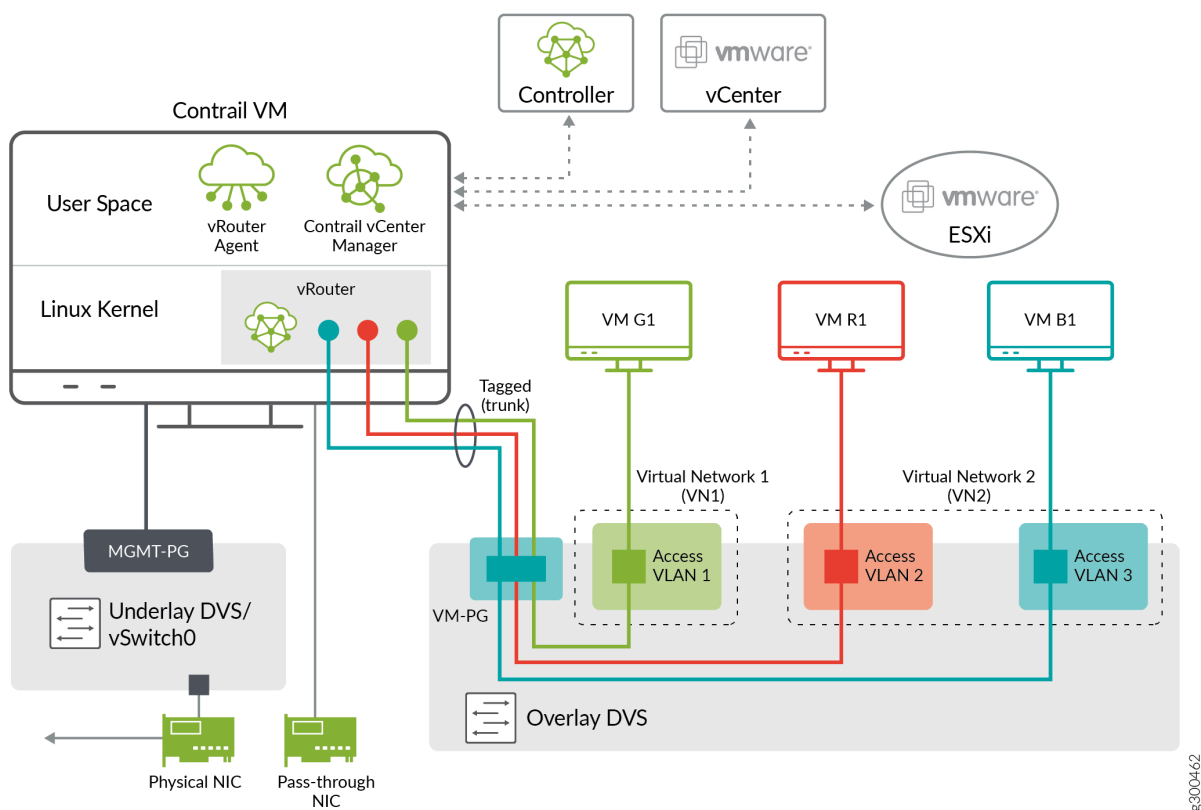 vmware®
Controller
vCenter
Contrail VM
User Space
vRouter
Agent
Contrail vCenter
Manager
vmware®
ESXi
Linux Kernel
vRouter
VM G1
VM R1
VM B1
Tagged
(trunk)
Virtual Network 1
(VN1)
Virtual Network 2
(VN2)
MGMT-PG
Access
VLAN 1
Access
VLAN 2
Access
VLAN 3
Underlay DVS/
vSwitch0
VM-PG
Overlay DVS
Physical NIC
Pass-through
NIC
g300462